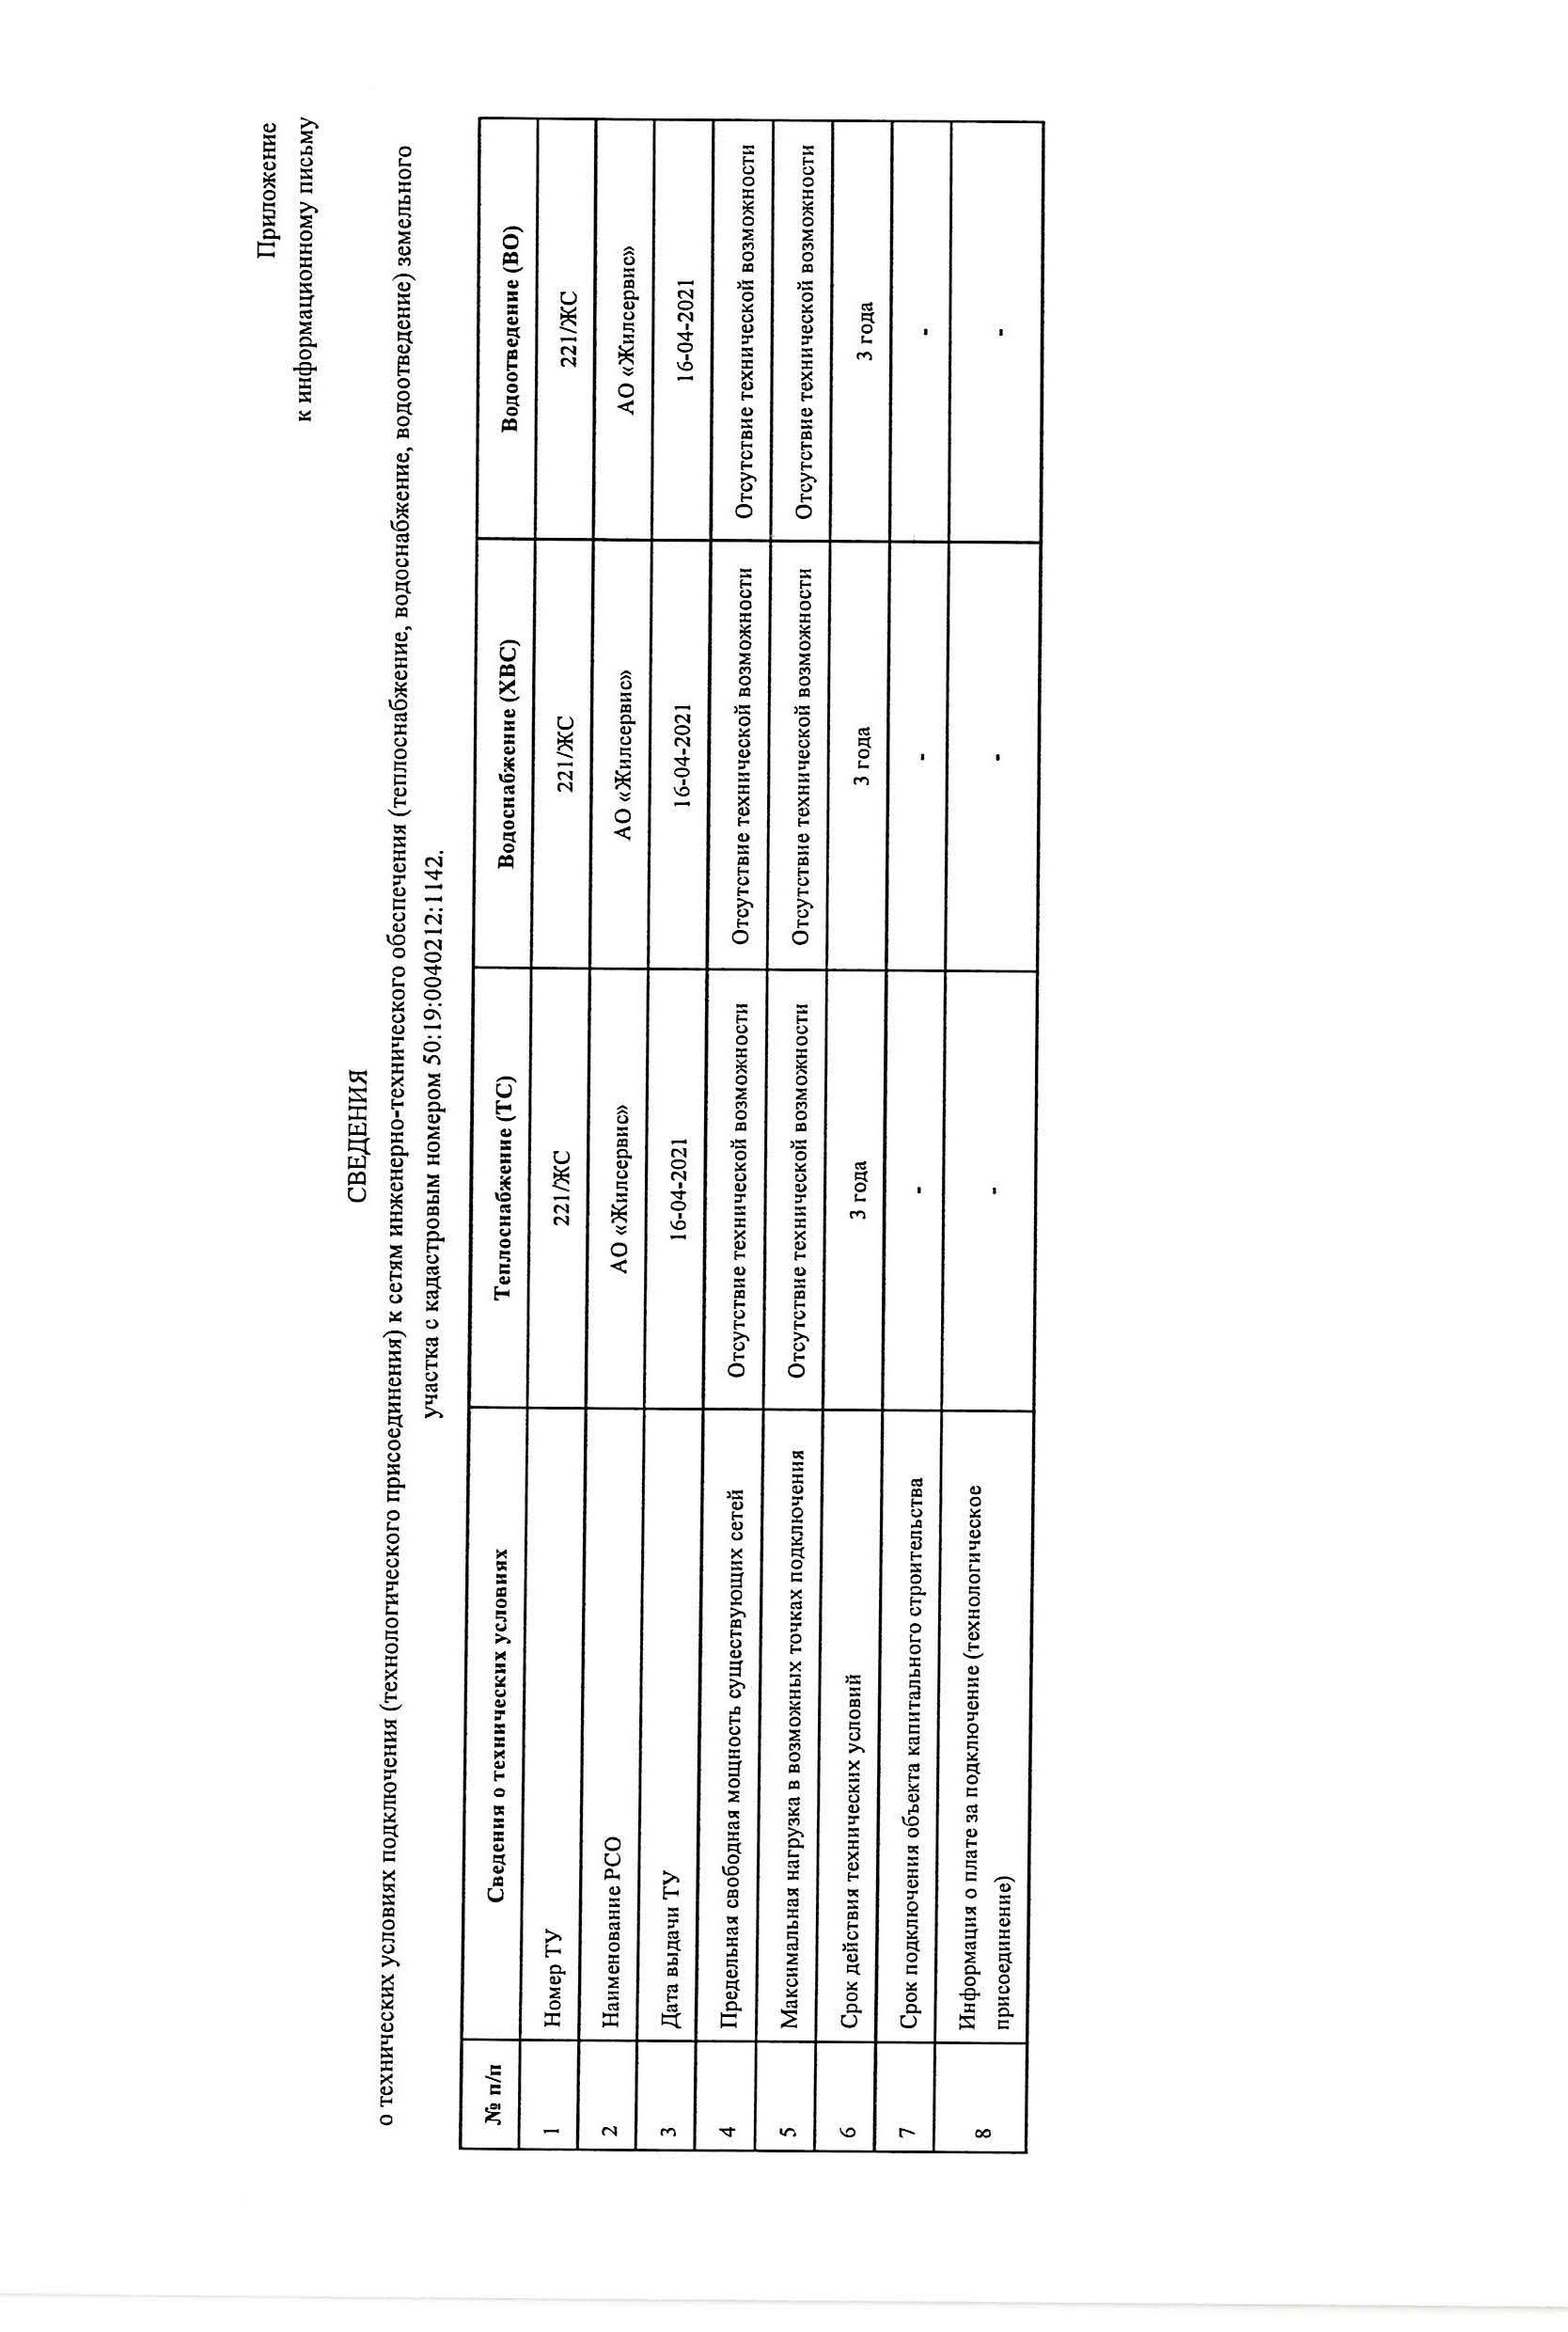 Приложение
к информационному письму
СВЕДЕНИЯ
о технических условиях подключения (технологического присоединения) к сетям инженерно-технического обеспечения (теплоснабжение, водоснабжение, водоотведение) земельного
участка с кадастровым номером 50:19:0040212:1142.
№ п/п Сведения о технических условиях Теплоснабжение (ТС) Водоснабжение (ХВС) Водоотведение (ВО)
1 Номер ТУ 221/ЖС 221/ЖС 221/ЖС
2 Наименование РСО АО «Жилсервис» АО «Жилсервис» АО «Жилсервис»
3 Дата выдачи ТУ 16-04-2021 16-04-2021 16-04-2021
4 Предельная свободная мощность существующих сетей Отсутствие технической возможности Отсутствие технической возможности Отсутствие технической возможности
5 Максимальная нагрузка в возможных точках подключения Отсутствие технической возможности Отсутствие технической возможности Отсутствие технической возможности
6 Срок действия технических условий 3 года 3 года 3 года
7 Срок подключения объекта капитального строительства - - -
8 Информация о плате за подключение (технологическое
присоединение) - - -